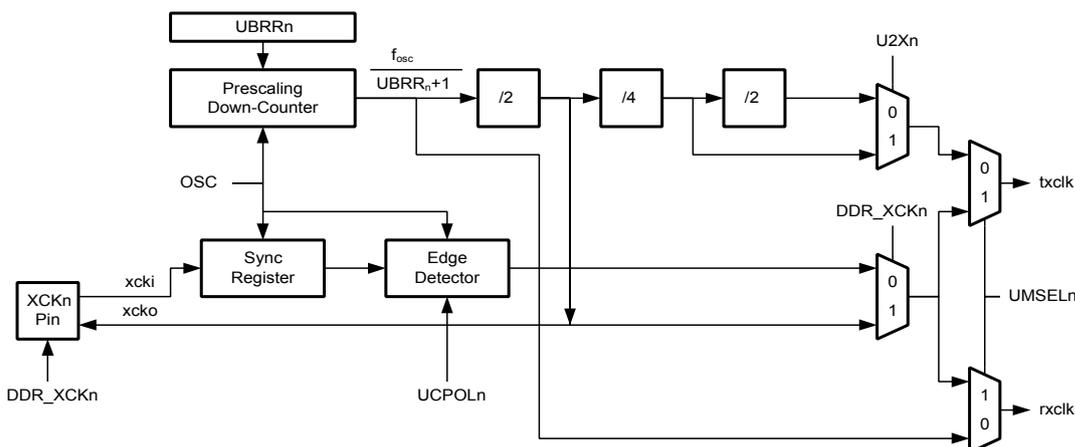 UBRRn
U2Xn
fosc
Prescaling
Down-Counter
UBRRn+1
/2
/4
/2
0
1
OSC
0
1
txclk
DDR_XCKn
Sync
Register
Edge
Detector
xcki
XCKn
Pin
xcko
0
1
UMSELn
DDR_XCKn
UCPOLn
1
0
rxclk